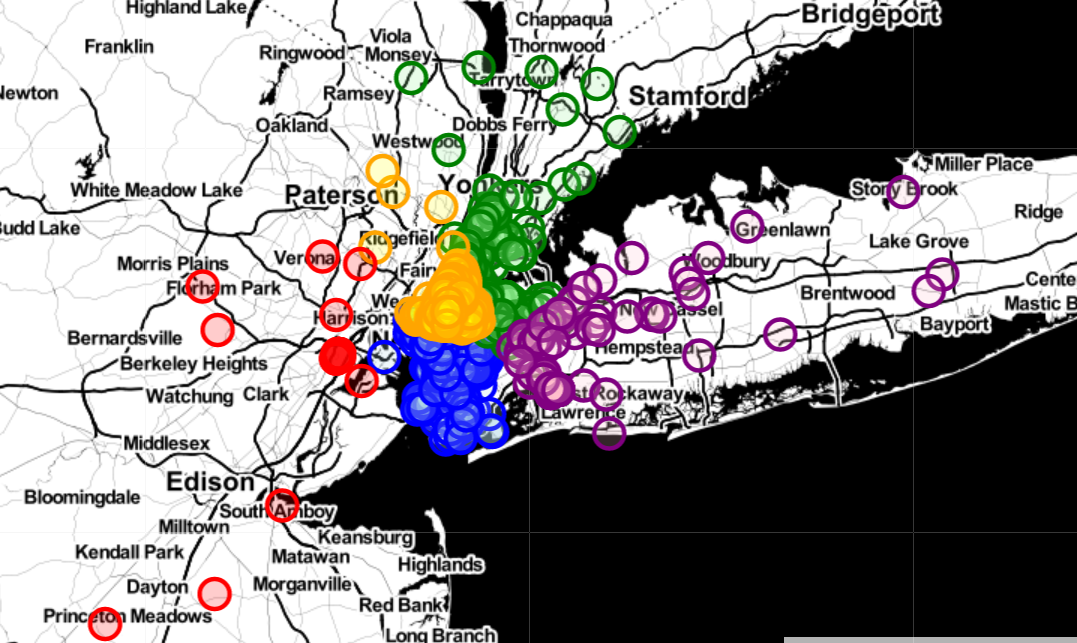 Highland Lake
Bridgeport
Chappaqua
Franklin
Viola
Ringwood
Monsey
Thornwood
Tarrytown
Newton
Ramsey
Stamford
Oakland
Dobbs Ferry
Westwood
Miller Place
White Meadow Lake
Paterson
Yonkers
Stony Brook
Ridge
Budd Lake
Greenlawn
Ridgefield
Lake Grove
Verona
Morris Plains
Woodbury
Florham Park
Brentwood
Mastic B
Harrison
New Cassel
Bayport
Bernardsville
Hempstead
Berkeley Heights
Watchung
Clark
Rockaway
Lawrence
Middlesex
Edison
Bloomingdale
South Amboy
Milltown
Keansburg
Kendall Park
Matawan
Highlands
Dayton
Morganville
Red Bank
Princeton Meadows
Long Branch